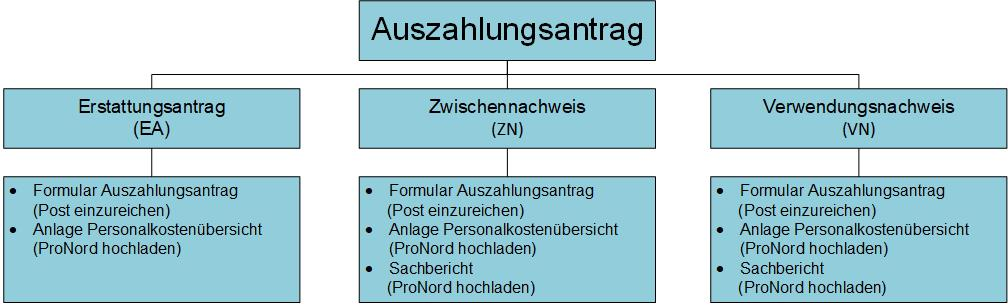 Auszahlungsantrag
Erstattungsantrag
(EA)
Zwischennachweis
(ZN)
Verwendungsnachweis
(VN)
• Formular Auszahlungsantrag
(Post einzureichen)
• Anlage Personalkostenübersicht
(ProNord hochladen)
• Formular Auszahlungsantrag
(Post einzureichen)
• Anlage Personalkostenübersicht
(ProNord hochladen)
• Sachbericht
(ProNord hochladen)
• Formular Auszahlungsantrag
(Post einzureichen)
• Anlage Personalkostenübersicht
(ProNord hochladen)
• Sachbericht
(ProNord hochladen)